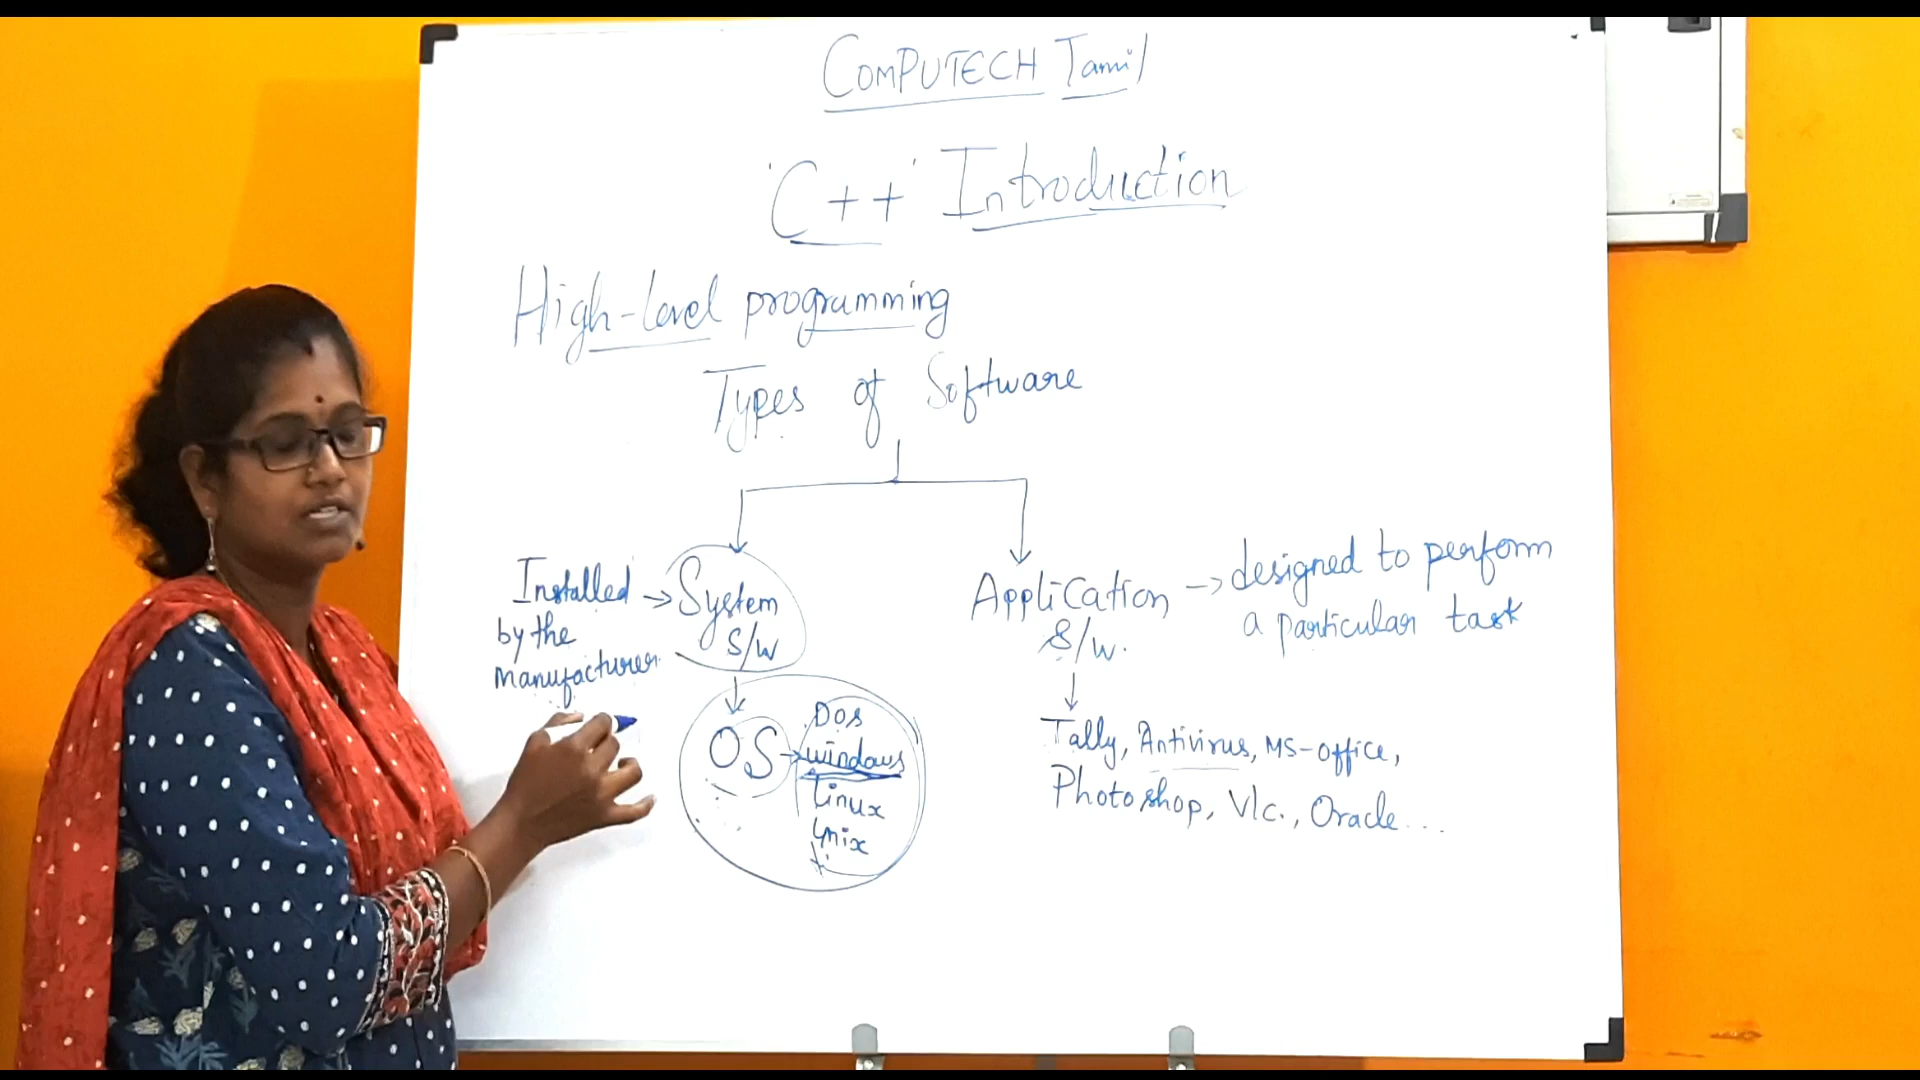 COMPUTECH Tamil
'C++' Introduction
High-level programming
Types of Software
Installed
by the
manufacturer
System
S/W
OS
DOS
windows
Linux
Unix
Application
S/W.
designed to perform
a particular task
Tally, Antivirus, MS-office,
Photoshop, Vlc., Oracle...